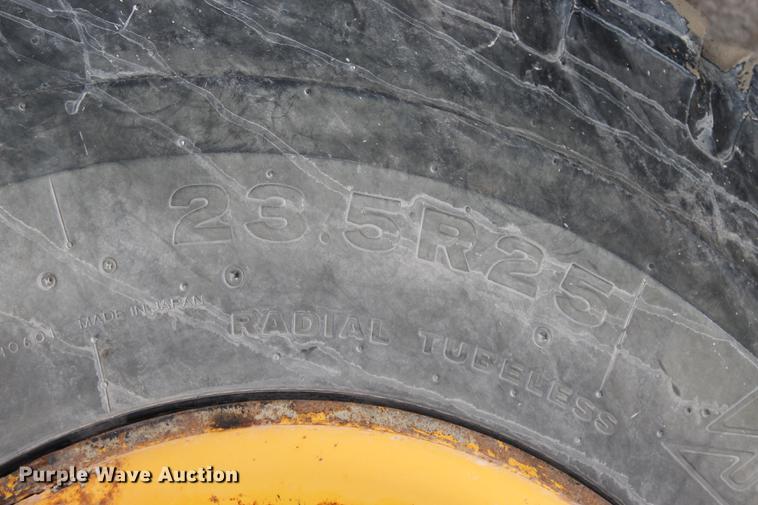 23.5R25
MADE IN JAPAN
RADIAL TUBELESS
Purple Wave Auction